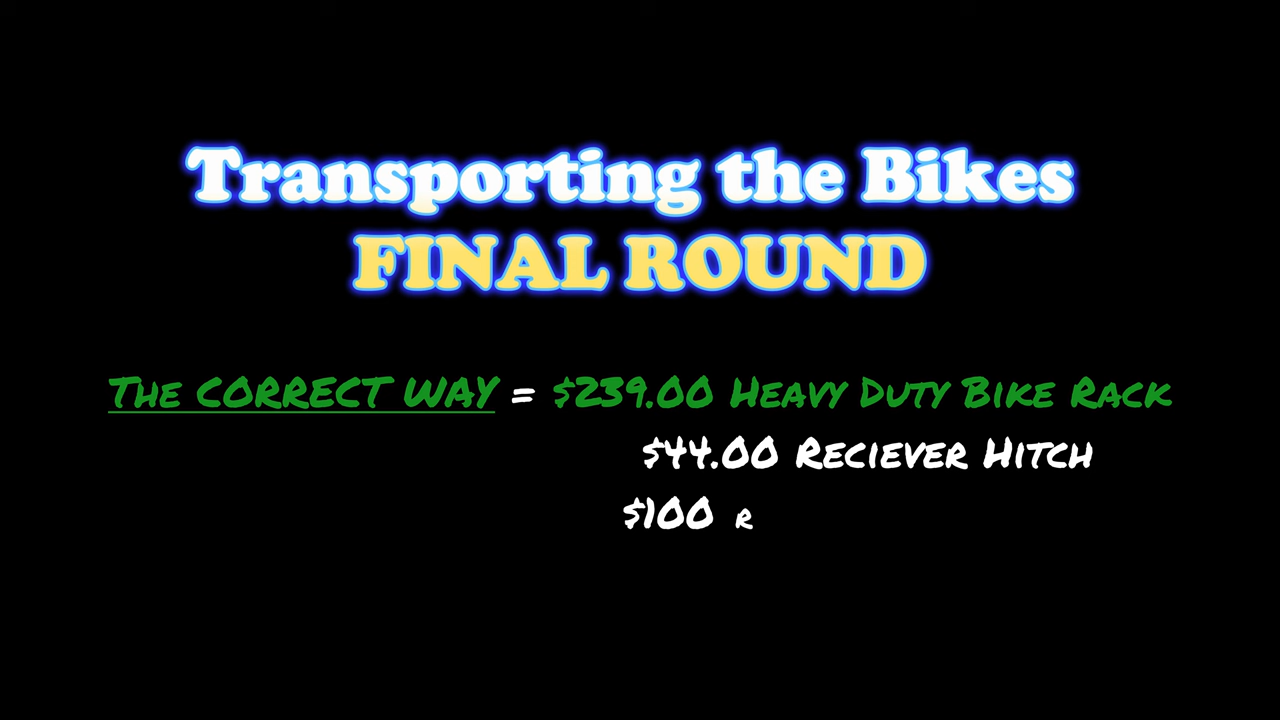 Transporting the Bikes
FINAL ROUND
The CORRECT WAY = $239.00 Heavy Duty Bike Rack
$44.00 Reciever Hitch
$100 R